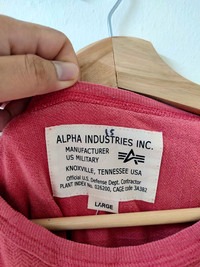 ALPHA INDUSTRIES INC.
MANUFACTURER
US MILITARY
KNOXVILLE, TENNESSEE USA
Official U.S. Defense Dept. Contractor
PLANT INDEX No. 026200, CAGE code 3A382
LARGE